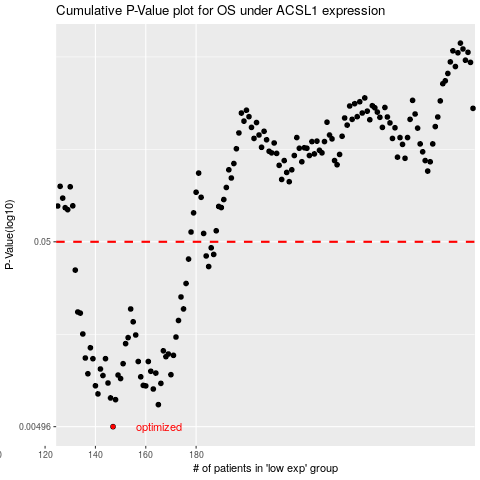 Cumulative P-Value plot for OS under ACSL1 expression
P-Value(log10)
0.05
0.00496
optimized
0 120 140 160 180
# of patients in 'low exp' group